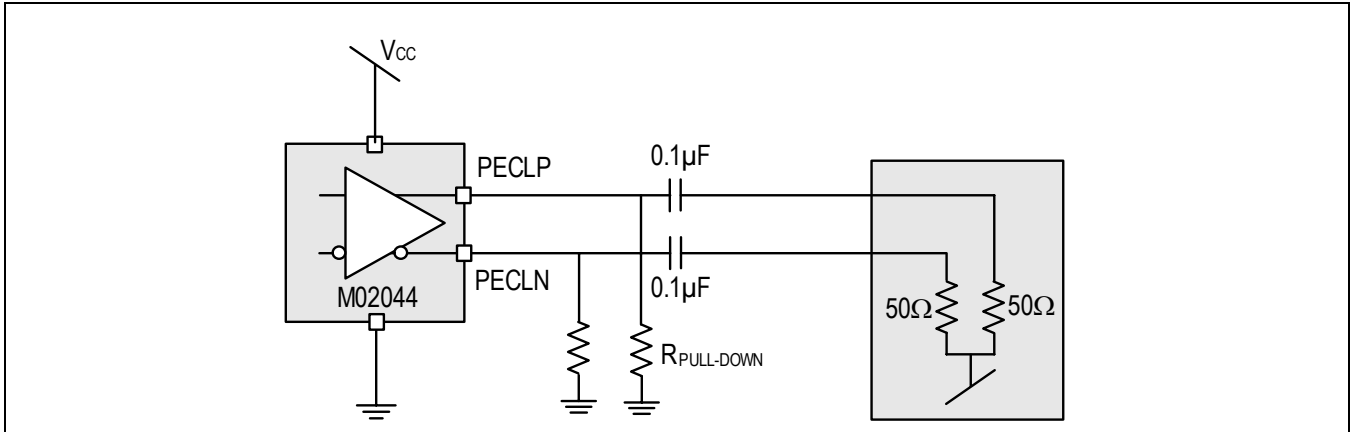 Vcc
PECLP
0.1µF
PECLN
0.1µF
M02044
50Ω
50Ω
RPULL-DOWN